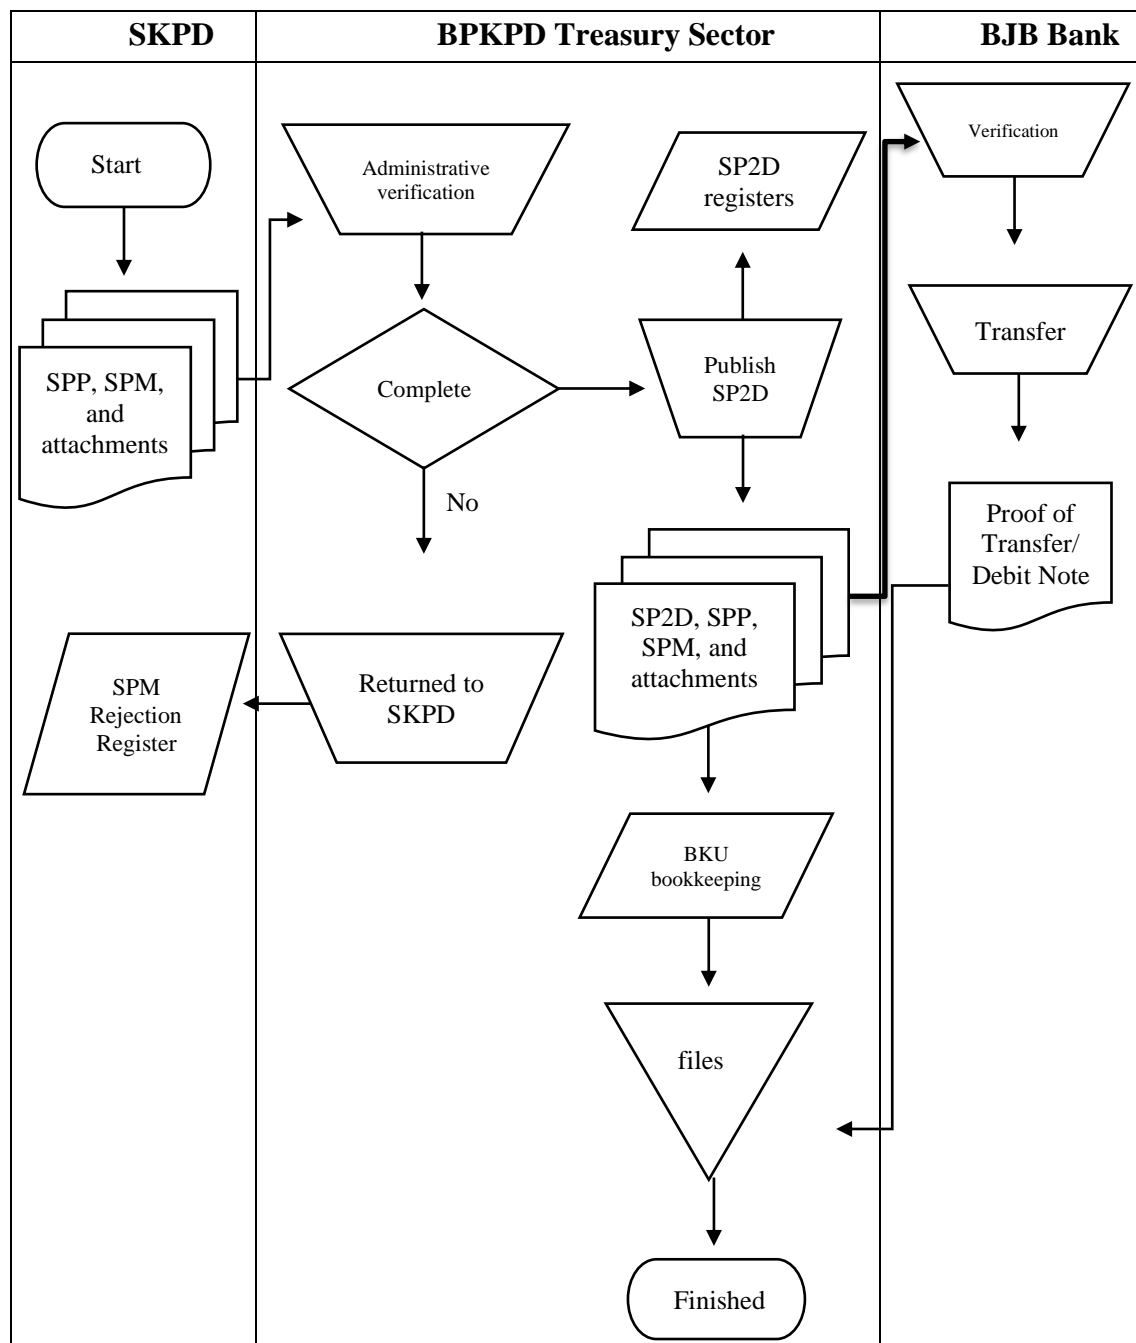 SKPD
BPKPD Treasury Sector
BJB Bank
Start
SPP, SPM,
and
attachments
Administrative
verification
Complete
No
Returned to
SKPD
SPM
Rejection
Register
SP2D
registers
Publish
SP2D
SP2D, SPP,
SPM, and
attachments
BKU
bookkeeping
files
Finished
Verification
Transfer
Proof of
Transfer/
Debit Note